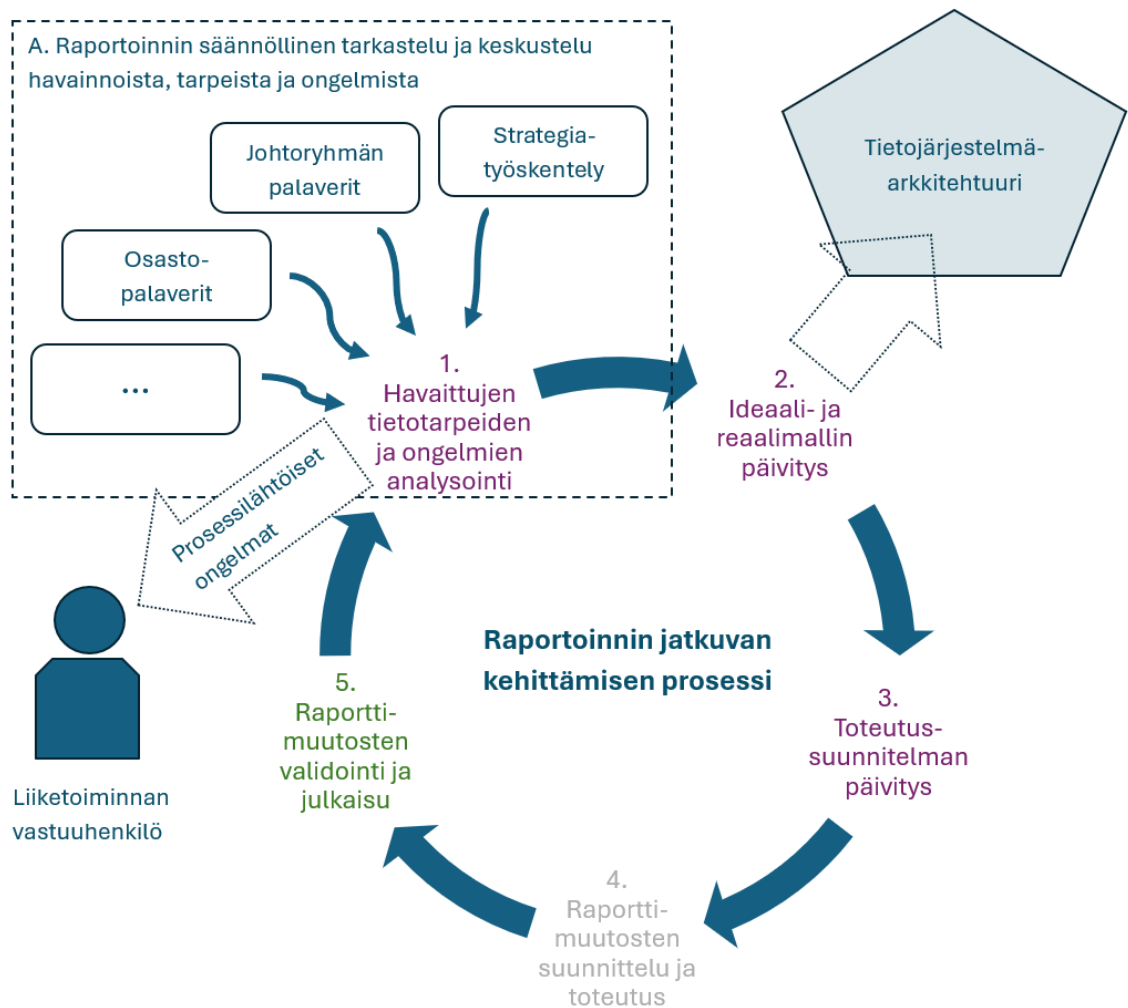 A. Raportoinnin säännöllinen tarkastelu ja keskustelu
havainnoista, tarpeista ja ongelmista
Strategia-
työskentely
Johtoryhmän
palaverit
Osasto-
palaverit
...
Tietojärjestelmä-
arkkitehtuuri
1.
Havaittujen
tietotarpeiden
ja ongelmien
analysointi
2.
Ideaali- ja
reaalimallin
päivitys
Prosessilähtöiset
ongelmat
Liiketoiminnan
vastuuhenkilö
Raportoinnin jatkuvan
kehittämisen prosessi
3.
Toteutus-
suunnitelman
päivitys
4.
Raportti-
muutosten
suunnittelu ja
toteutus
5.
Raportti-
muutosten
validointi ja
julkaisu